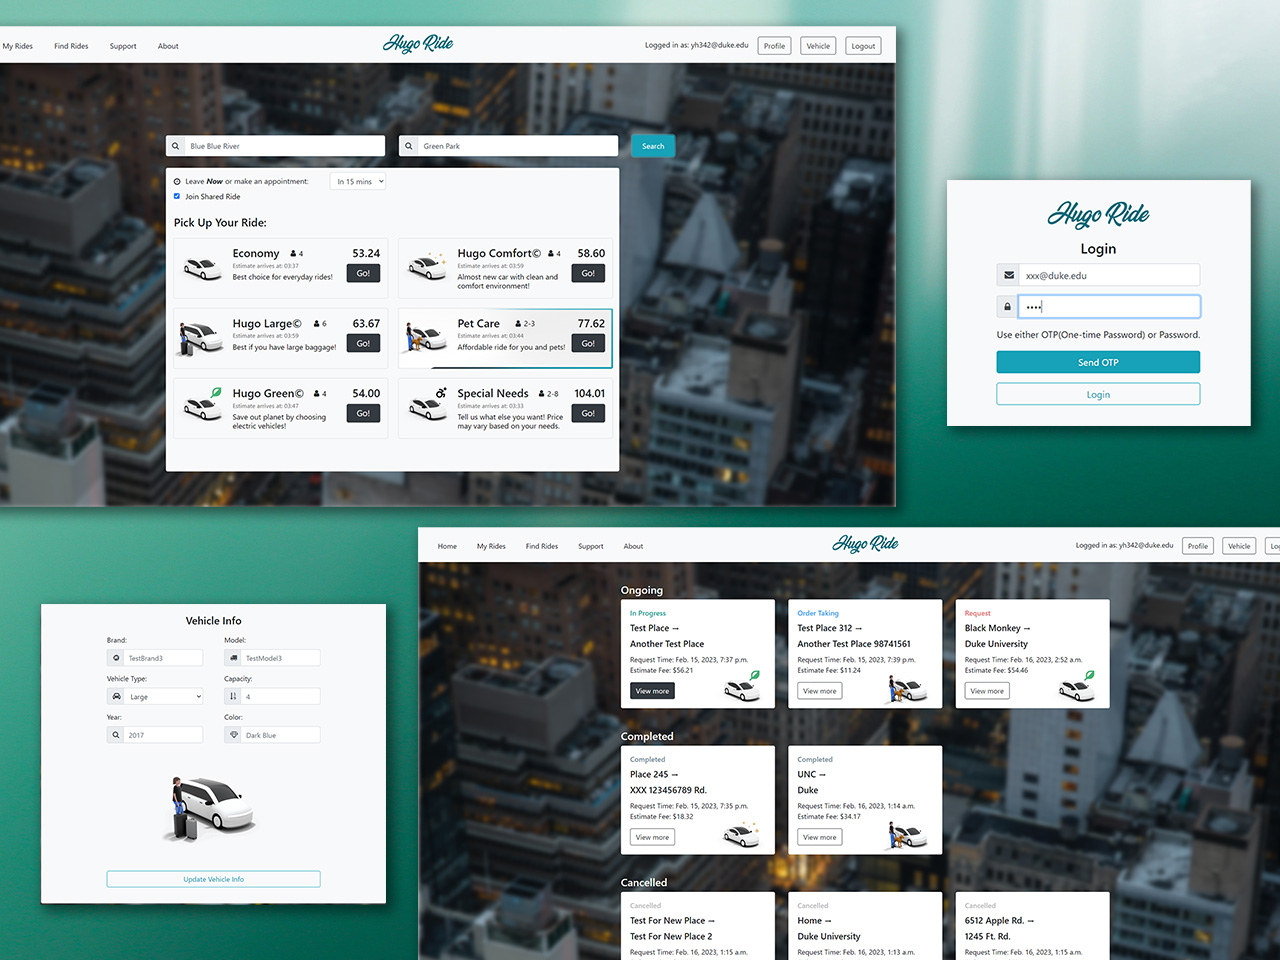 My Rides Find Rides Support About Hugo Ride Logged in as: yh342@duke.edu Profile Vehicle Logout
Blue Blue River Green Park Search
Leave Now or make an appointment: In 15 mins
Join Shared Ride
Pick Up Your Ride:
Economy 4 53.24
Estimate arrives at: 03:37
Best choice for everyday rides! Go!
Hugo Comfort© 4 58.60
Estimate arrives at: 03:59
Almost new car with clean and Go!
comfort environment!
Hugo Large© 6 63.67
Estimate arrives at: 03:59
Best if you have large baggage! Go!
Pet Care 2-3 77.62
Estimate arrives at: 03:44
Affordable ride for you and pets! Go!
Hugo Green© 4 54.00
Estimate arrives at: 03:47
Save out planet by choosing Go!
electric vehicles!
Special Needs 2-8 104.01
Estimate arrives at: 03:33
Tell us what else you want! Price Go!
may vary based on your needs.
Hugo Ride
Login
xxx@duke.edu
••••
Use either OTP(One-time Password) or Password.
Send OTP
Login
Vehicle Info
Brand: Model:
TestBrand3 TestModel3
Vehicle Type: Capacity:
Large 4
Year: Color:
2017 Dark Blue
Update Vehicle Info
Home My Rides Find Rides Support About Hugo Ride Logged in as: yh342@duke.edu Profile Vehicle Log
Ongoing
In Progress
Test Place →
Another Test Place
Request Time: Feb. 15, 2023, 7:37 p.m.
Estimate Fee: $56.21
View more
Order Taking
Test Place 312 →
Another Test Place 98741561
Request Time: Feb. 15, 2023, 7:39 p.m.
Estimate Fee: $11.24
View more
Request
Black Monkey →
Duke University
Request Time: Feb. 16, 2023, 2:52 a.m.
Estimate Fee: $54.46
View more
Completed
Completed
Place 245 →
XXX 123456789 Rd.
Request Time: Feb. 15, 2023, 7:35 p.m.
Estimate Fee: $18.32
View more
Completed
UNC →
Duke
Request Time: Feb. 16, 2023, 1:14 a.m.
Estimate Fee: $34.17
View more
Cancelled
Cancelled
Test For New Place →
Test For New Place 2
Request Time: Feb. 16, 2023, 1:15 a.m.
Cancelled
Home →
Duke University
Request Time: Feb. 16, 2023, 1:13 a.m.
Cancelled
6512 Apple Rd. →
1245 Ft. Rd.
Request Time: Feb. 16, 2023, 1:15 a.m.